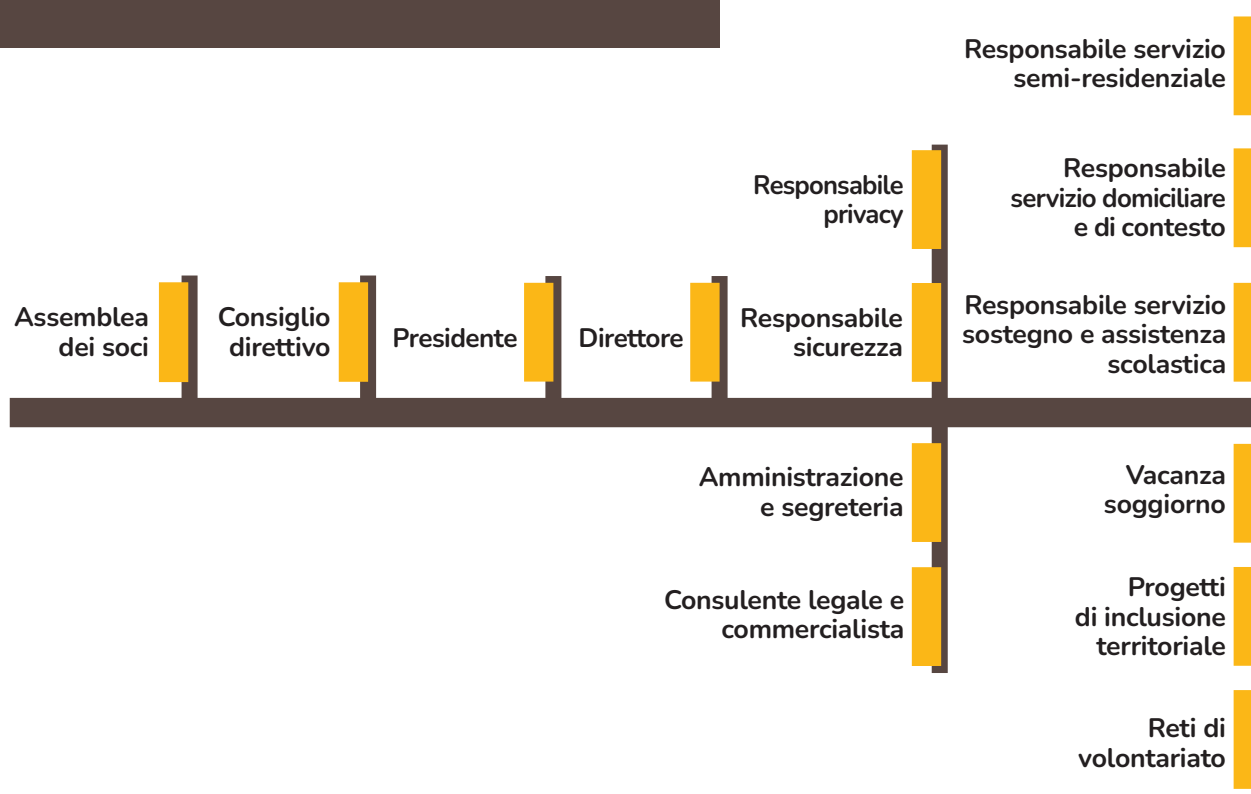 Responsabile servizio
semi-residenziale
Responsabile
privacy
Responsabile
servizio domiciliare
e di contesto
Assemblea
dei soci
Consiglio
direttivo
Presidente
Direttore
Responsabile
sicurezza
Responsabile servizio
sostegno e assistenza
scolastica
Amministrazione
e segreteria
Vacanza
soggiorno
Consulente legale e
commercialista
Progetti
di inclusione
territoriale
Reti di
volontariato